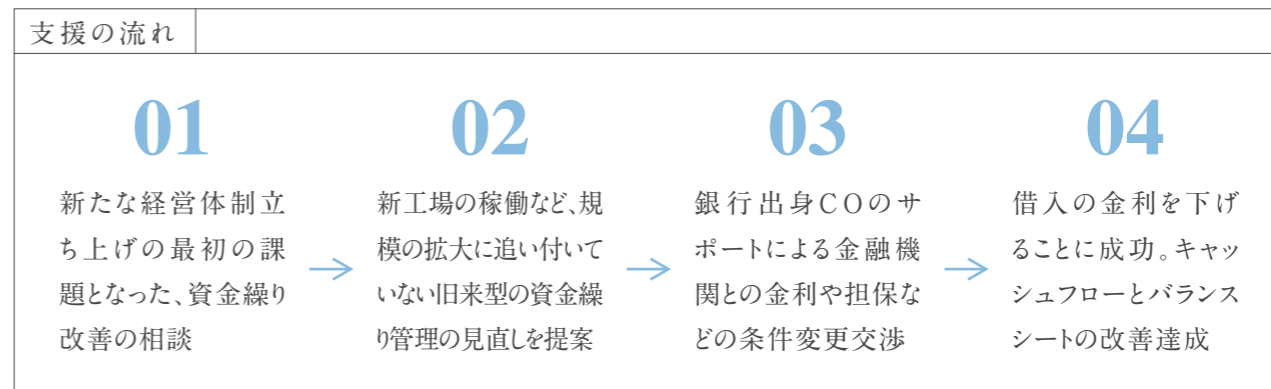 支援の流れ
01
新たな経営体制立
ち上げの最初の課
題となった、資金繰り
改善の相談
02
新工場の稼働など、規
模の拡大に追い付いて
いない旧来型の資金繰
り管理の見直しを提案
03
銀行出身COのサ
ポートによる金融機
関との金利や担保な
どの条件変更交渉
04
借入の金利を下げ
ることに成功。キャッ
シュフローとバランス
シートの改善達成